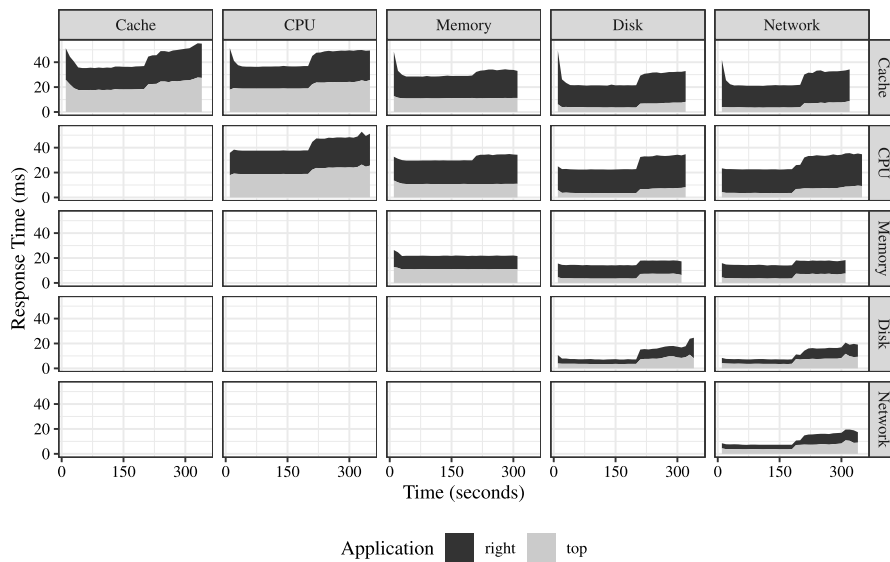 Cache CPU Memory Disk Network
40
20
0
Cache
40
20
0
CPU
40
20
0
Memory
40
20
0
Disk
40
20
0
Network
0 150 300 0 150 300 0 150 300 0 150 300 0 150 300
Response Time (ms)
Time (seconds)
Application right top